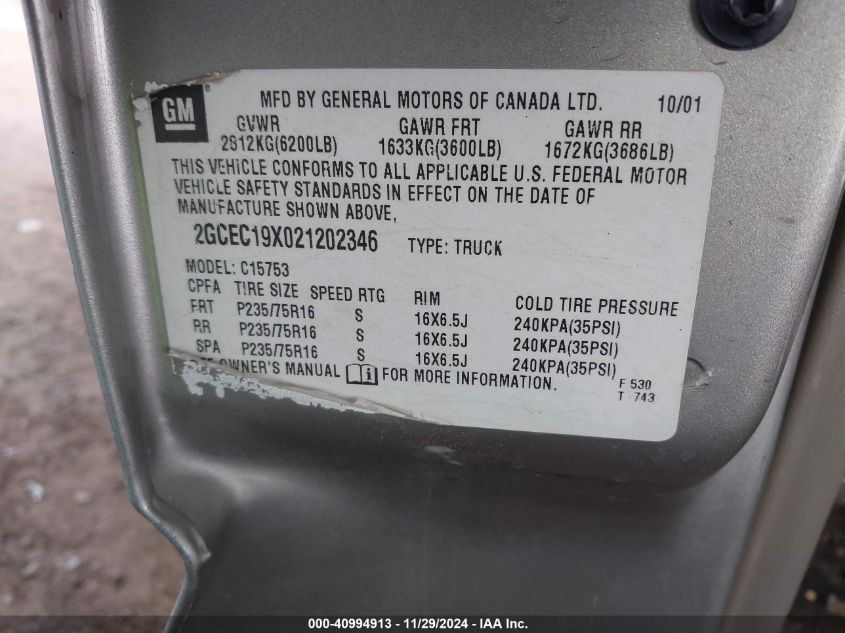 GM ®
MFD BY GENERAL MOTORS OF CANADA LTD. 10/01
GVWR GAWR FRT GAWR RR
2812KG(6200LB) 1633KG(3600LB) 1672KG(3686LB)
THIS VEHICLE CONFORMS TO ALL APPLICABLE U.S. FEDERAL MOTOR
VEHICLE SAFETY STANDARDS IN EFFECT ON THE DATE OF
MANUFACTURE SHOWN ABOVE,
2GCEC19X021202346 TYPE: TRUCK
MODEL: C15753
CPFA TIRE SIZE SPEED RTG RIM COLD TIRE PRESSURE
FRT P235/75R16 S 16X6.5J 240KPA(35PSI)
RR P235/75R16 S 16X6.5J 240KPA(35PSI)
SPA P235/75R16 S 16X6.5J 240KPA(35PSI)
OWNER'S MANUAL i FOR MORE INFORMATION.
F 530
T -743
000-40994913 - 11/29/2024 - IAA Inc.